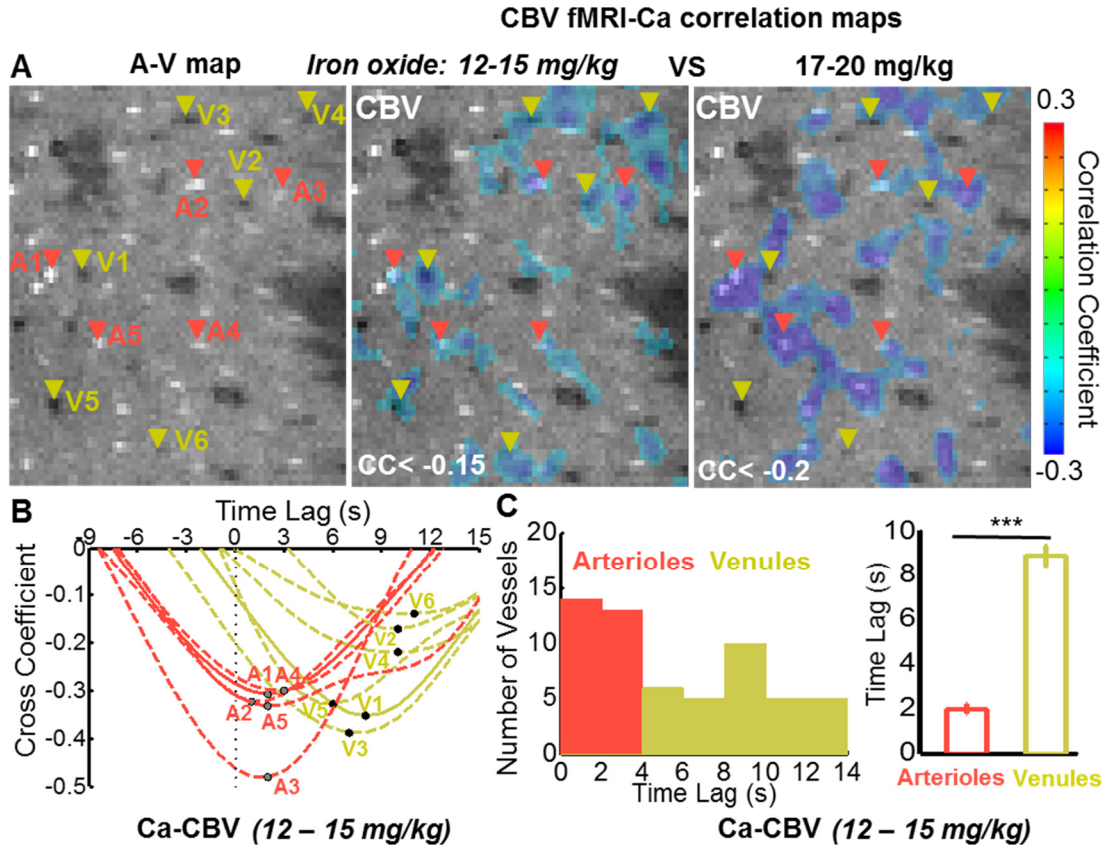 CBV fMRI-Ca correlation maps
A A-V map Iron oxide: 12-15 mg/kg VS 17-20 mg/kg
V3 V4 CBV CBV 0.3
V2
A2 A3
A1 V1
A5 A4
V5
V6
CC< -0.15 CC< -0.2 -0.3
Correlation Coefficient
B Time Lag (s)
-9 -6 -3 0 3 6 9 12 15
0
-0.1
-0.2
-0.3
-0.4
-0.5
Cross Coefficient
V6
V2
V4
A1 A4
A2 A5 V5 V1
V3
A3
Ca-CBV (12 – 15 mg/kg)
C
20
15
10
5
0
Number of Vessels
Arterioles Venules
0 2 4 6 8 10 12 14
Time Lag (s)
10
8
6
4
2
0
Time Lag (s)
***
Arterioles Venules
Ca-CBV (12 – 15 mg/kg)